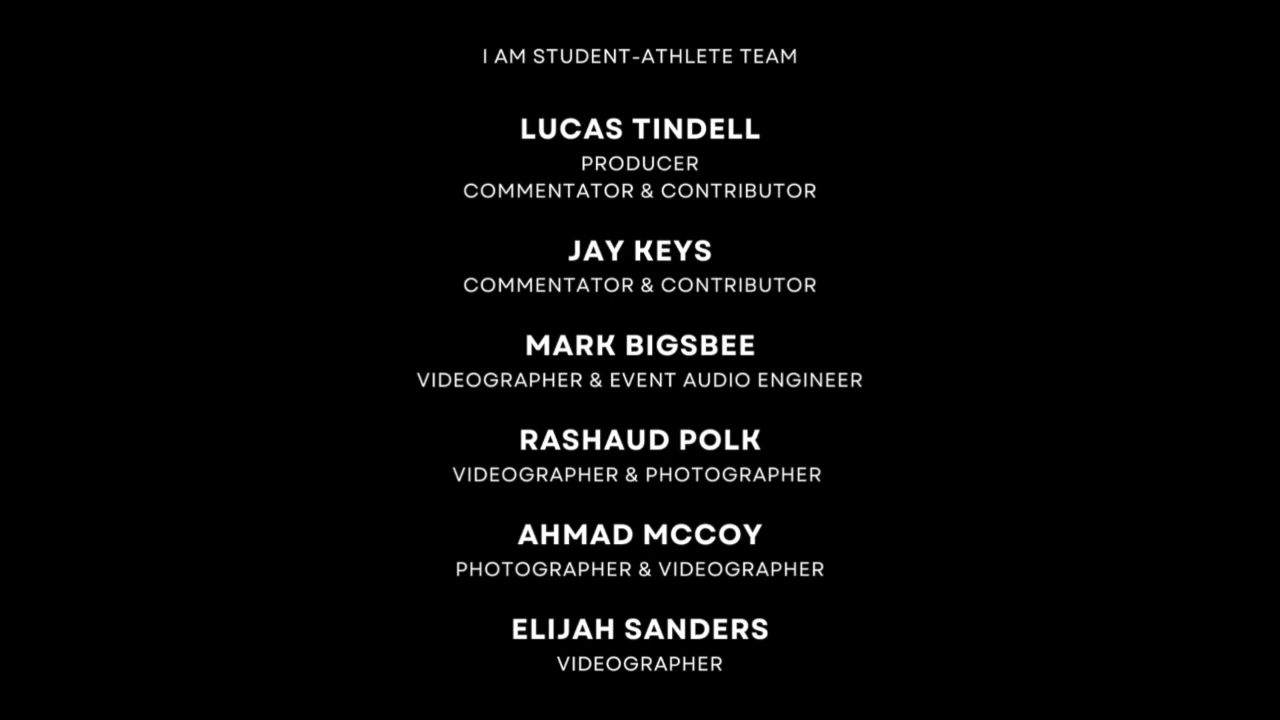 I AM STUDENT-ATHLETE TEAM
LUCAS TINDELL
PRODUCER
COMMENTATOR & CONTRIBUTOR
JAY KEYS
COMMENTATOR & CONTRIBUTOR
MARK BIGSBEE
VIDEOGRAPHER & EVENT AUDIO ENGINEER
RASHAUD POLK
VIDEOGRAPHER & PHOTOGRAPHER
AHMAD MCCOY
PHOTOGRAPHER & VIDEOGRAPHER
ELIJAH SANDERS
VIDEOGRAPHER